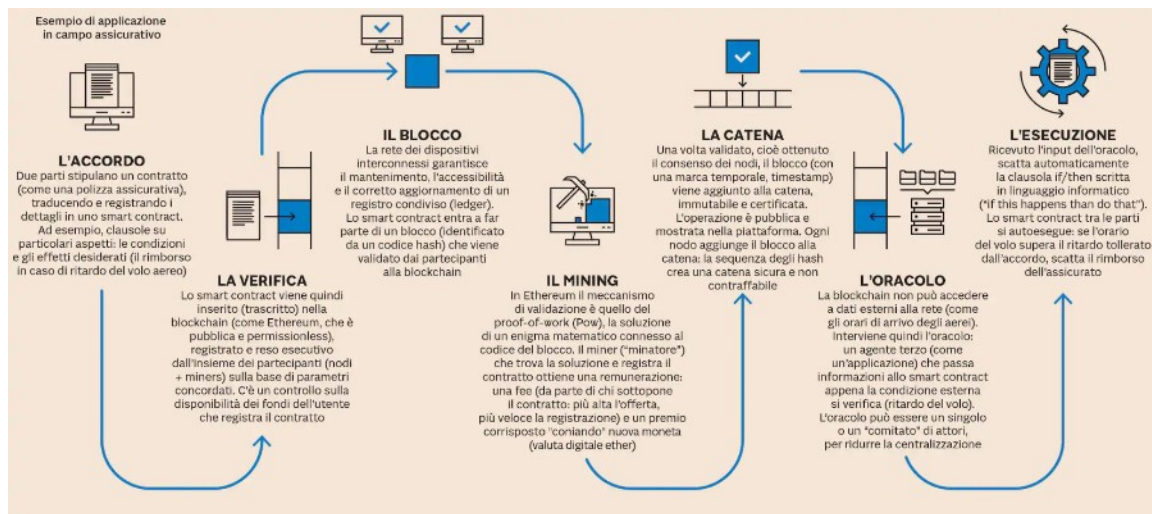 Esempio di applicazione
in campo assicurativo
L'ACCORDO
Due parti stipulano un contratto
(come una polizza assicurativa),
traducendo e registrando i
dettagli in uno smart contract.
Ad esempio, clausole su
particolari aspetti: le condizioni
e gli effetti desiderati (il rimborso
in caso di ritardo del volo aereo)
LA VERIFICA
Lo smart contract viene quindi
inserito (trascritto) nella
blockchain (come Ethereum, che è
pubblica e permissionless),
registrato e reso esecutivo
dall'insieme dei partecipanti (nodi
+ miners) sulla base di parametri
concordati. C'è un controllo sulla
disponibilità dei fondi dell'utente
che registra il contratto
IL BLOCCO
La rete dei dispositivi
interconnessi garantisce
il mantenimento, l'accessibilità
e il corretto aggiornamento di un
registro condiviso (ledger).
Lo smart contract entra a far
parte di un blocco (identificato
da un codice hash) che viene
validato dai partecipanti
alla blockchain
IL MINING
In Ethereum il meccanismo
di validazione è quello del
proof-of-work (Pow), la soluzione
di un enigma matematico connesso al
codice del blocco. Il miner ("minatore")
che trova la soluzione e registra il
contratto ottiene una remunerazione:
una fee (da parte di chi sottopone
il contratto: più alta l'offerta,
più veloce la registrazione) e un premio
corrisposto "coniando" nuova moneta
(valuta digitale ether)
LA CATENA
Una volta validato, cioè ottenuto
il consenso dei nodi, il blocco (con
una marca temporale, timestamp)
viene aggiunto alla catena,
immutabile e certificata.
L'operazione è pubblica e
mostrata nella piattaforma. Ogni
nodo aggiunge il blocco alla
catena: la sequenza degli hash
crea una catena sicura e non
contraffabile
L'ORACOLO
La blockchain non può accedere
a dati esterni alla rete (come
gli orari di arrivo degli aerei).
Interviene quindi l'oracolo:
un agente terzo (come
un'applicazione) che passa
informazioni allo smart contract
appena la condizione esterna
si verifica (ritardo del volo).
L'oracolo può essere un singolo
o un "comitato" di attori,
per ridurre la centralizzazione
L'ESECUZIONE
Ricevuto l'input dell'oracolo,
scatta automaticamente
la clausola if/then scritta
in linguaggio informatico
("if this happens than do that").
Lo smart contract tra le parti
si autoesegue: se l'orario
del volo supera il ritardo tollerato
dall'accordo, scatta il rimborso
dell'assicurato